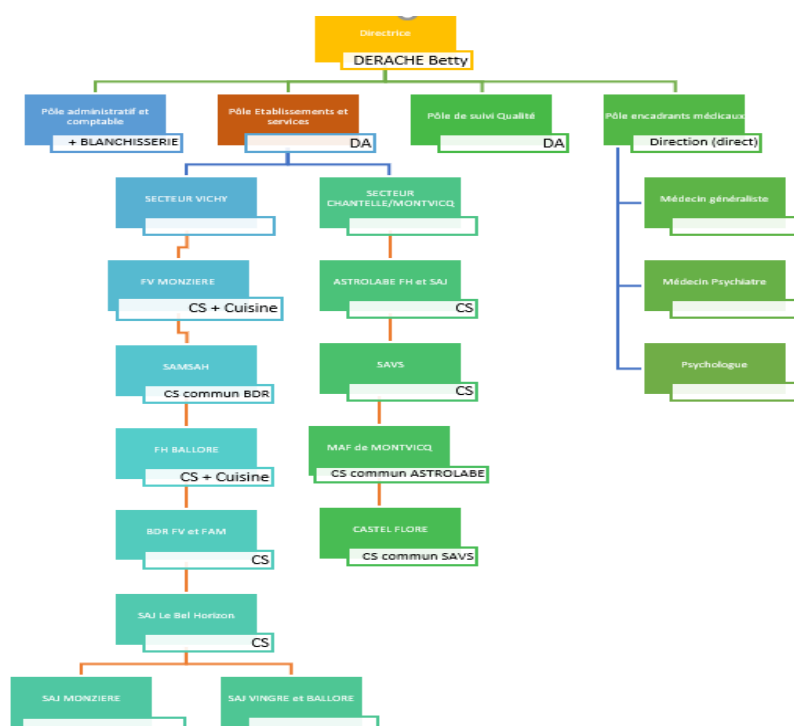 Directrice
DERACHE Betty
Pôle administratif et
comptable
+ BLANCHISSERIE
Pôle Etablissements et
services
DA
Pôle de suivi Qualité
DA
Pôle encadrants médicaux
Direction (direct)
SECTEUR VICHY
SECTEUR
CHANTELLE/MONTVICQ
Médecin généraliste
FV MONZIERE
CS + Cuisine
ASTROLABE FH et SAJ
CS
Médecin Psychiatre
SAMSAH
CS commun BDR
SAVS
CS
Psychologue
FH BALLORE
CS + Cuisine
MAF de MONTVICQ
CS commun ASTROLABE
BDR FV et FAM
CS
CASTEL FLORE
CS commun SAVS
SAJ Le Bel Horizon
CS
SAJ MONZIERE
SAJ VINGRE et BALLORE